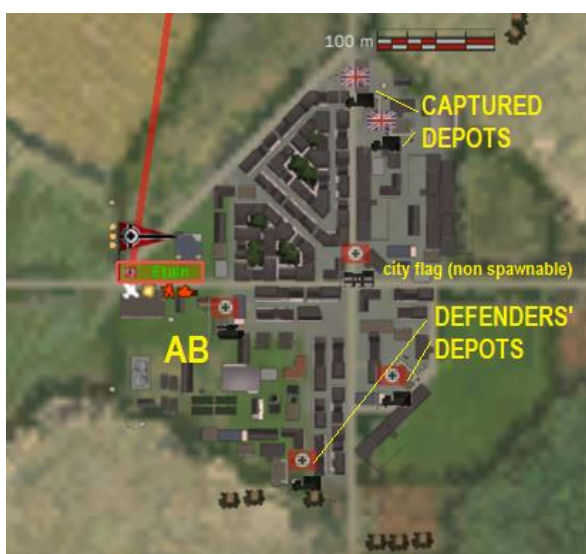 100 m
CAPTURED
DEPOTS
Etain
city flag (non spawnable)
DEFENDERS'
DEPOTS
AB